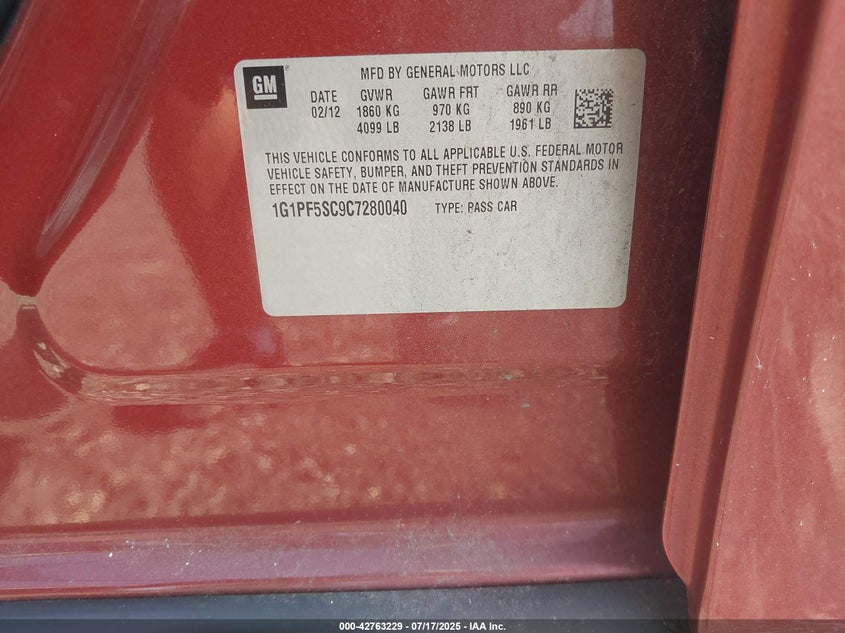 GM
MFD BY GENERAL MOTORS LLC
DATE GVWR GAWR FRT GAWR RR
02/12 1860 KG 970 KG 890 KG
4099 LB 2138 LB 1961 LB
THIS VEHICLE CONFORMS TO ALL APPLICABLE U.S. FEDERAL MOTOR
VEHICLE SAFETY, BUMPER, AND THEFT PREVENTION STANDARDS IN
EFFECT ON THE DATE OF MANUFACTURE SHOWN ABOVE.
1G1PF5SC9C7280040 TYPE: PASS CAR
000-42763229 - 07/17/2025 - IAA Inc.